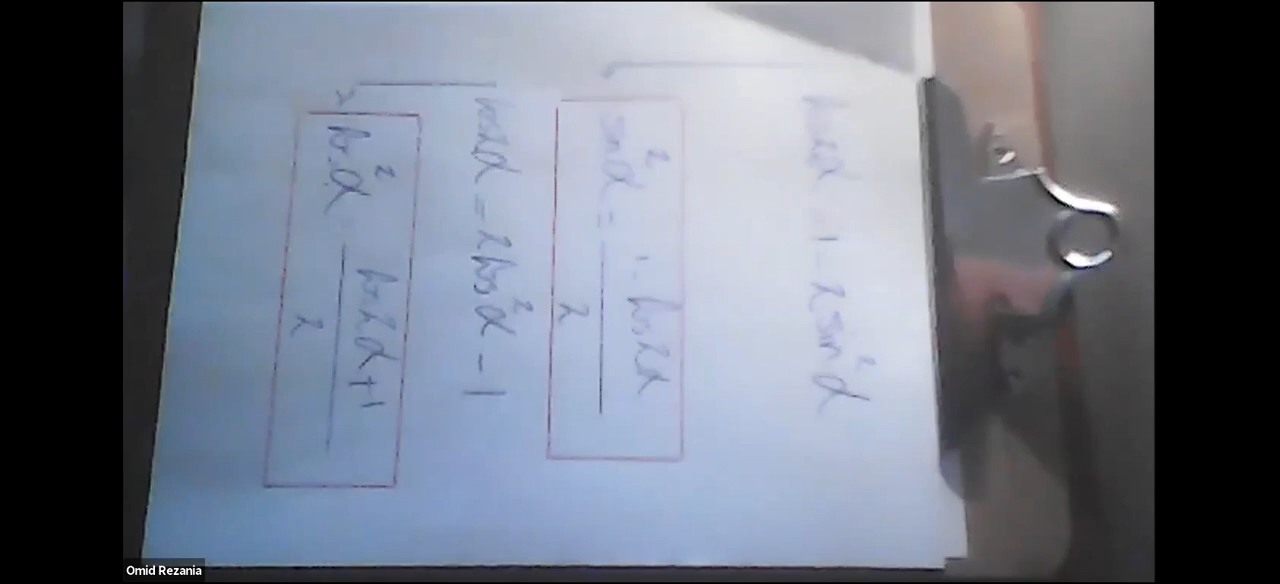 cos2α = 1 - 2sin²α
sin²α = (1 - cos2α)/2
cos2α = 2cos²α - 1
cos²α = (cos2α+1)/2
Omid Rezania